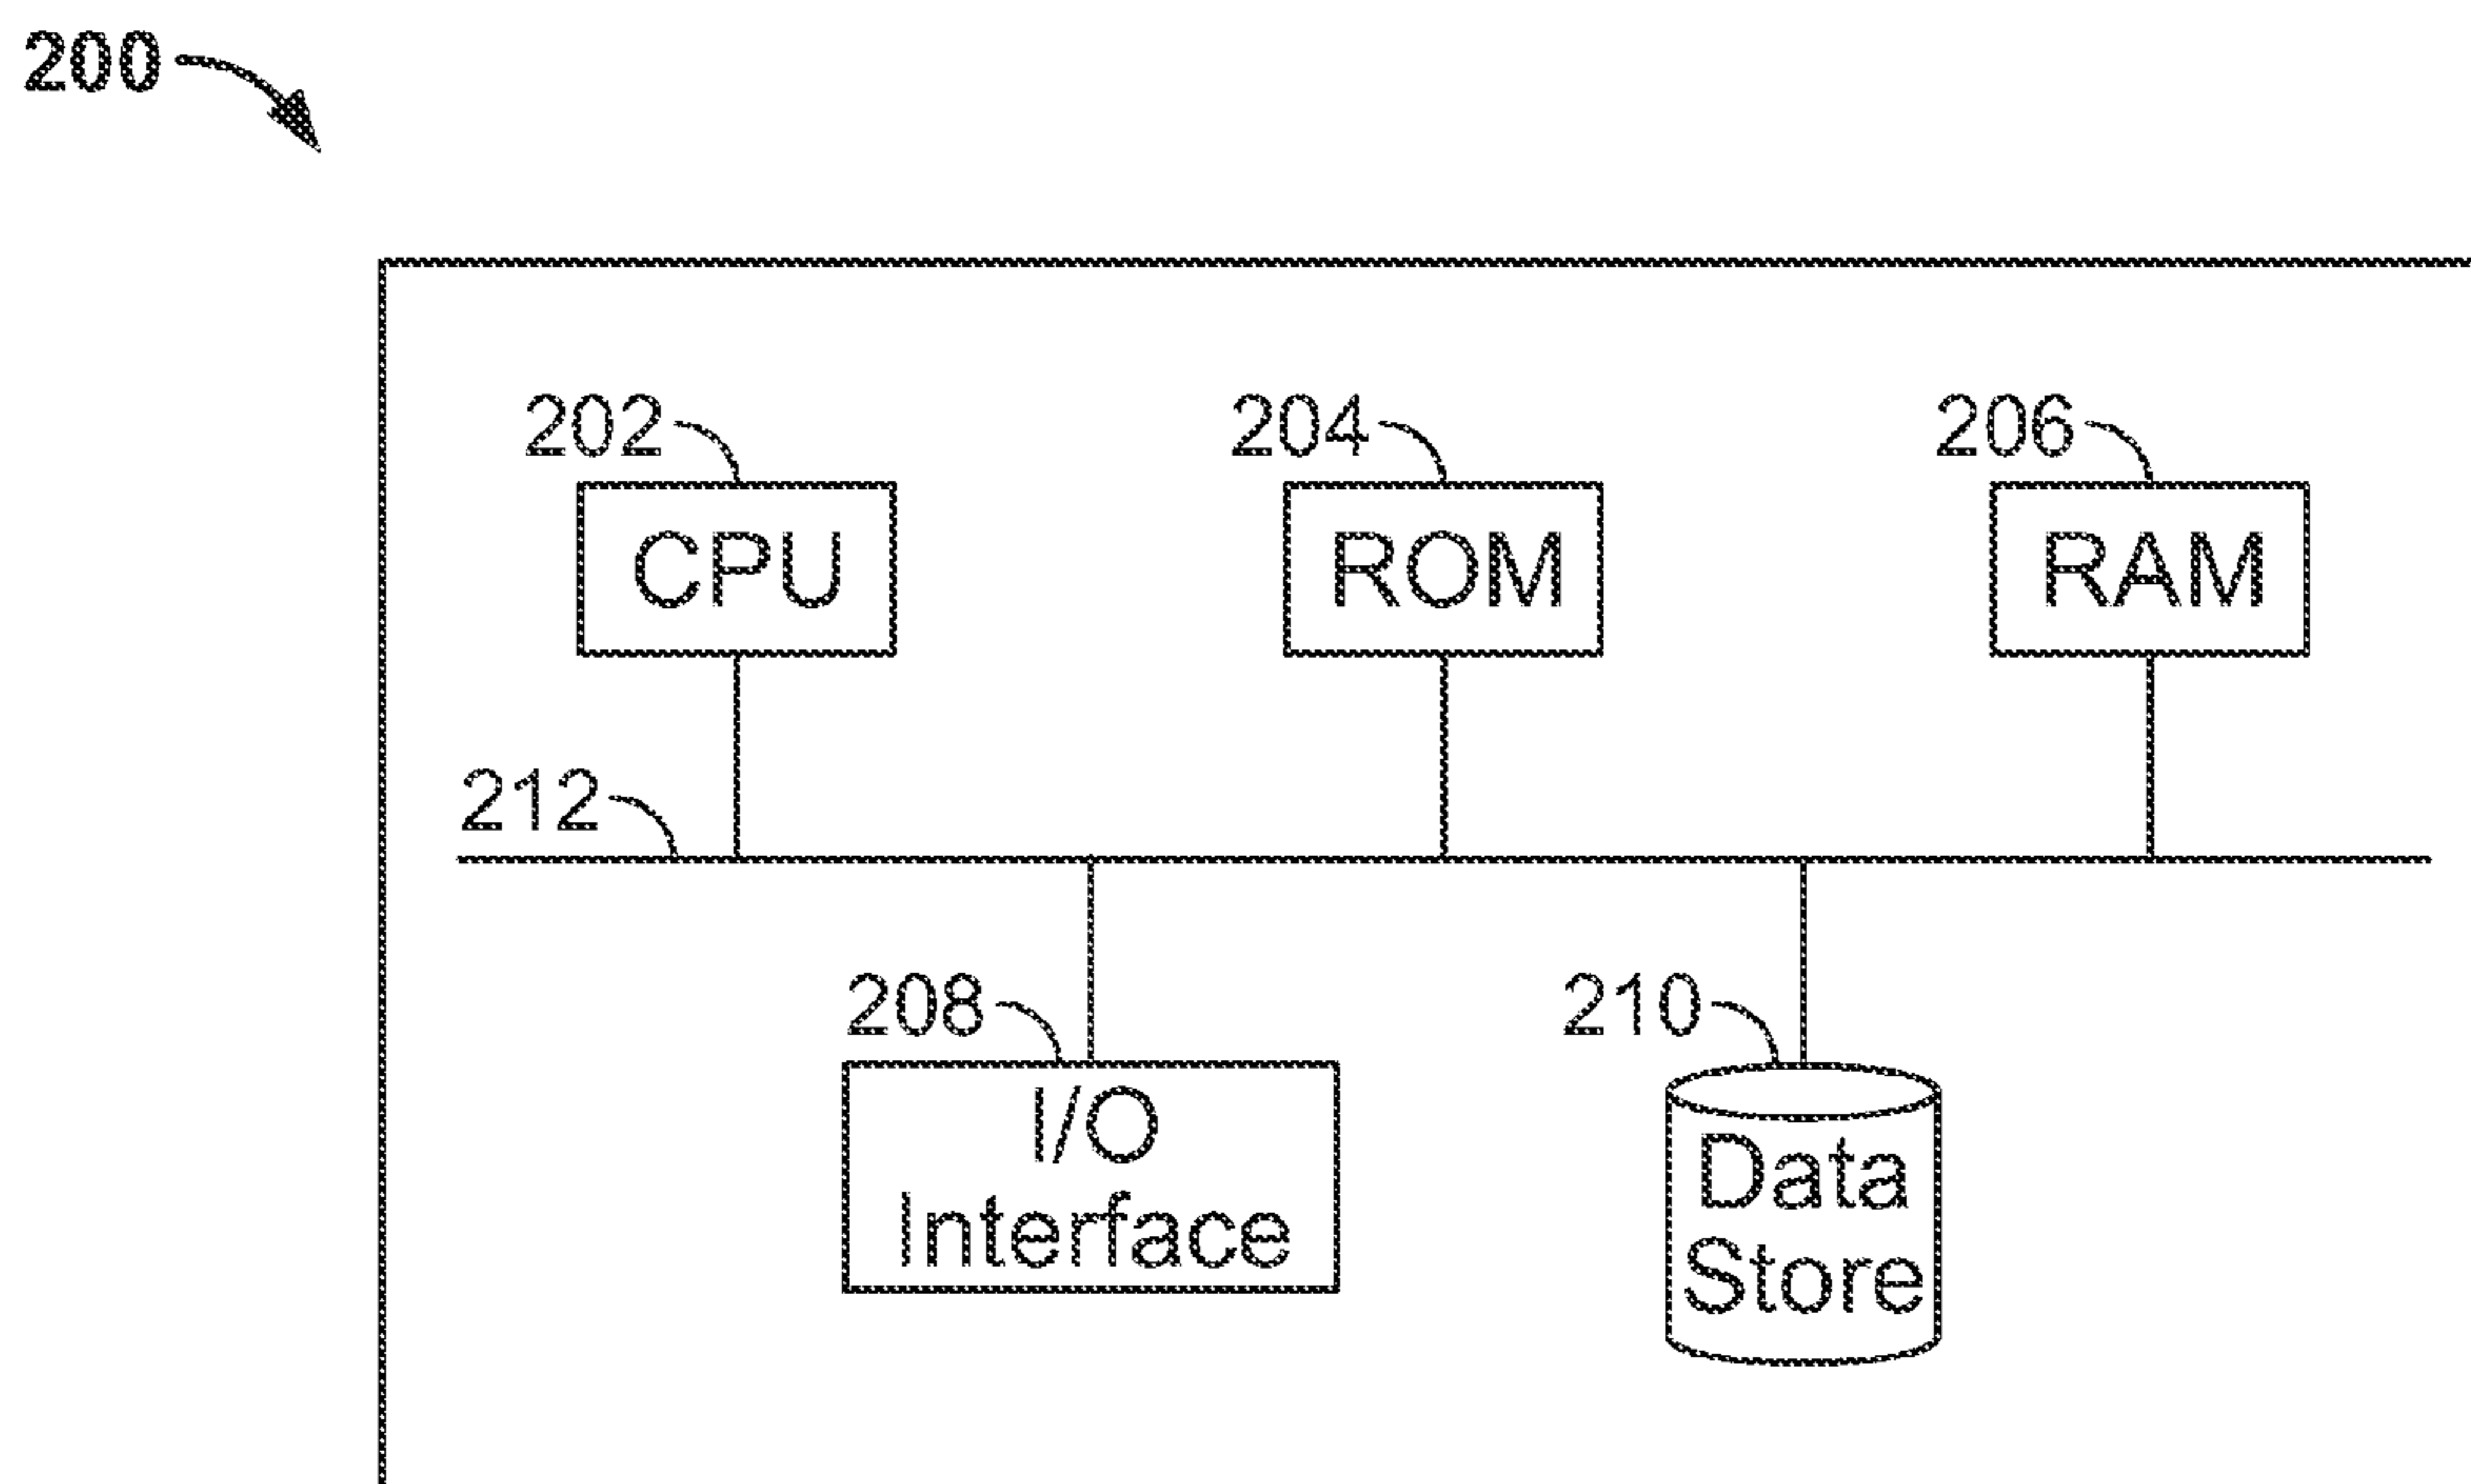 200
202
204
206
CPU
ROM
RAM
212
208
210
I/O
Interface
Data
Store